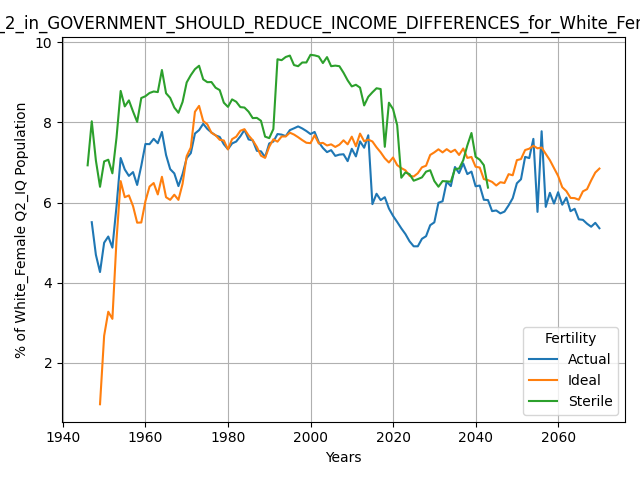 _2_in_GOVERNMENT_SHOULD_REDUCE_INCOME_DIFFERENCES_for_White_Fer
10
8
6
4
2
% of White_Female Q2_IQ Population
1940
1960
1980
2000
2020
2040
2060
Years
Fertility
Actual
Ideal
Sterile